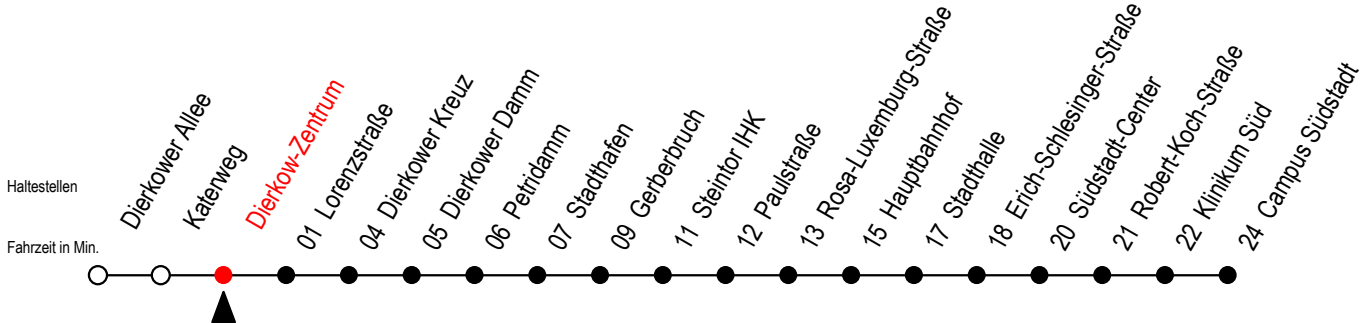 Haltestellen
Fahrzeit in Min.
Dierkower Allee
Katerweg
Dierkow-Zentrum
01 Lorenzstraße
04 Dierkower Kreuz
05 Dierkower Damm
06 Petridamm
07 Stadthafen
09 Gerberbruch
11 Steintor IHK
12 Paulstraße
13 Rosa-Luxemburg-Straße
15 Hauptbahnhof
17 Stadthalle
18 Erich-Schlesinger-Straße
20 Südstadt-Center
21 Robert-Koch-Straße
22 Klinikum Süd
24 Campus Südstadt